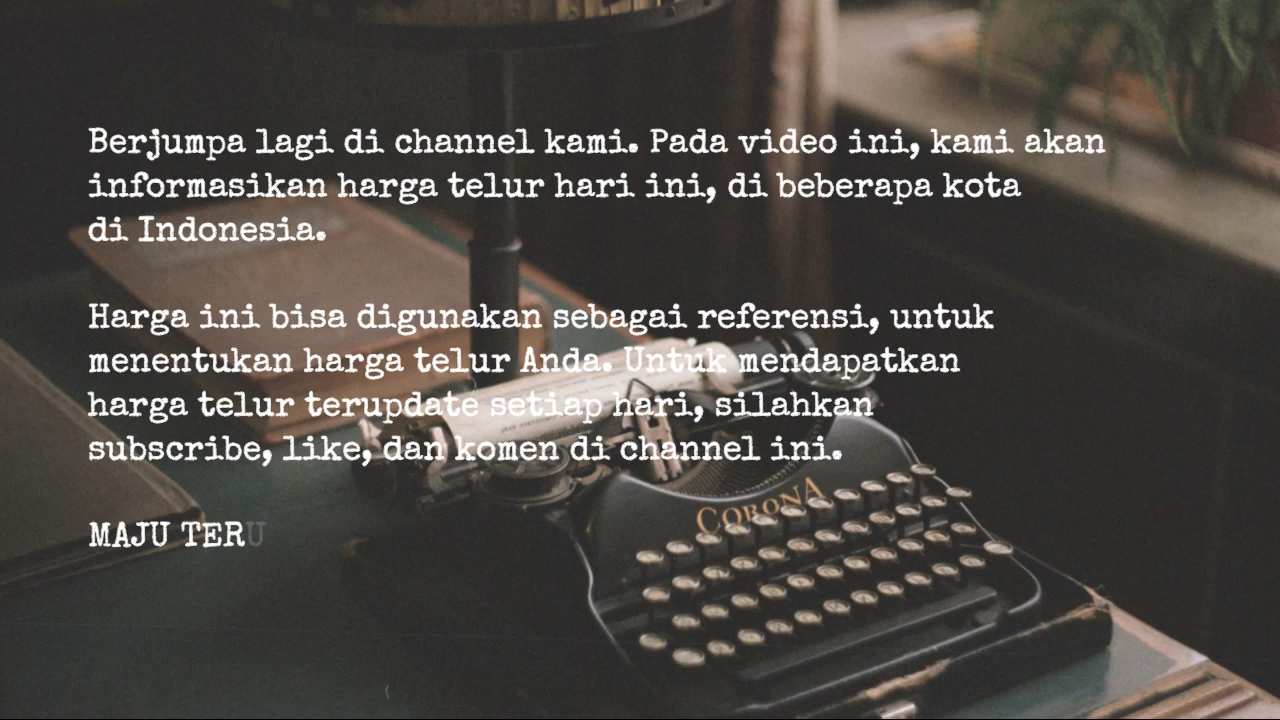 Berjumpa lagi di channel kami. Pada video ini, kami akan
informasikan harga telur hari ini, di beberapa kota
di Indonesia.
Harga ini bisa digunakan sebagai referensi, untuk
menentukan harga telur Anda. Untuk mendapatkan
harga telur terupdate setiap hari, silahkan
subscribe, like, dan komen di channel ini.
MAJU TERU
CORONA